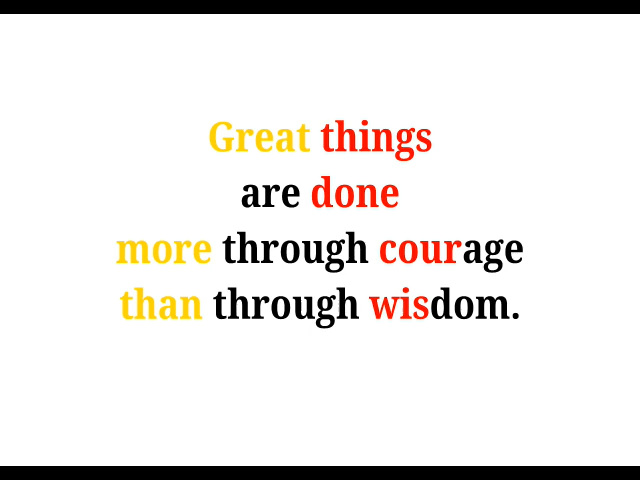 Great things
are done
more through courage
than through wisdom.